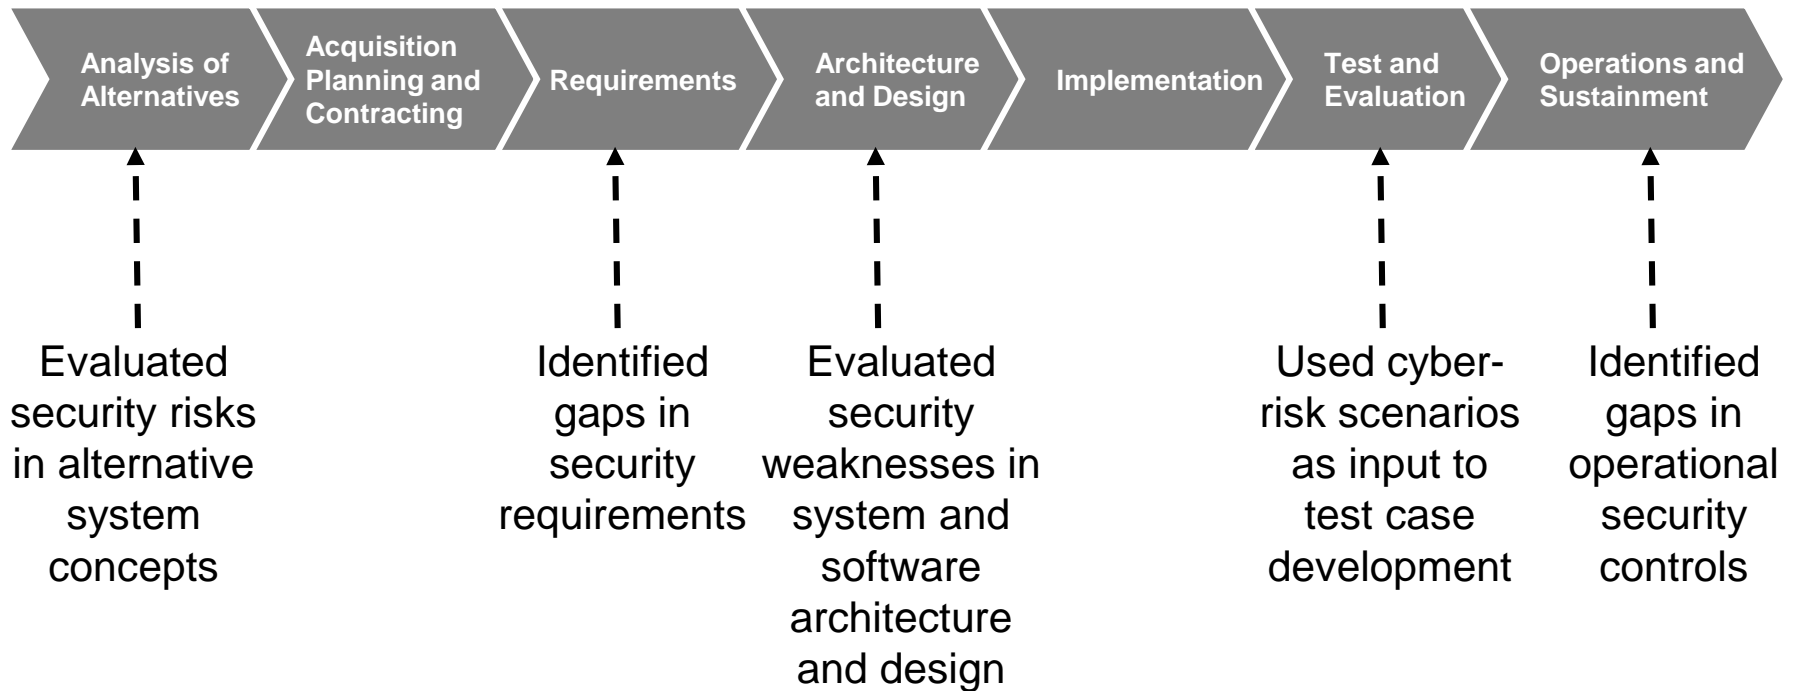 Analysis of
Alternatives
Acquisition
Planning and
Contracting
Requirements
Architecture
and Design
Implementation
Test and
Evaluation
Operations and
Sustainment
Evaluated
security risks
in alternative
system
concepts
Identified
gaps in
security
requirements
Evaluated
security
weaknesses in
system and
software
architecture
and design
Used cyber-
risk scenarios
as input to
test case
development
Identified
gaps in
operational
security
controls